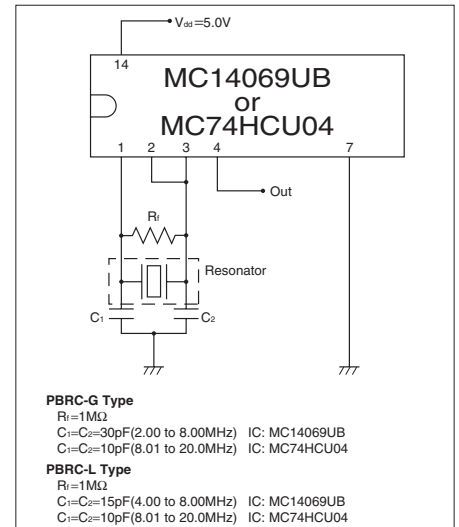 Vdd=5.0V
14
MC14069UB
or
MC74HCU04
1 2 3 4 7
Out
Rf
Resonator
C1 C2
PBRC-G Type
Rf=1MΩ
C1=C2=30pF(2.00 to 8.00MHz) IC: MC14069UB
C1=C2=10pF(8.01 to 20.0MHz) IC: MC74HCU04
PBRC-L Type
Rf=1MΩ
C1=C2=15pF(4.00 to 8.00MHz) IC: MC14069UB
C1=C2=10pF(8.01 to 20.0MHz) IC: MC74HCU04